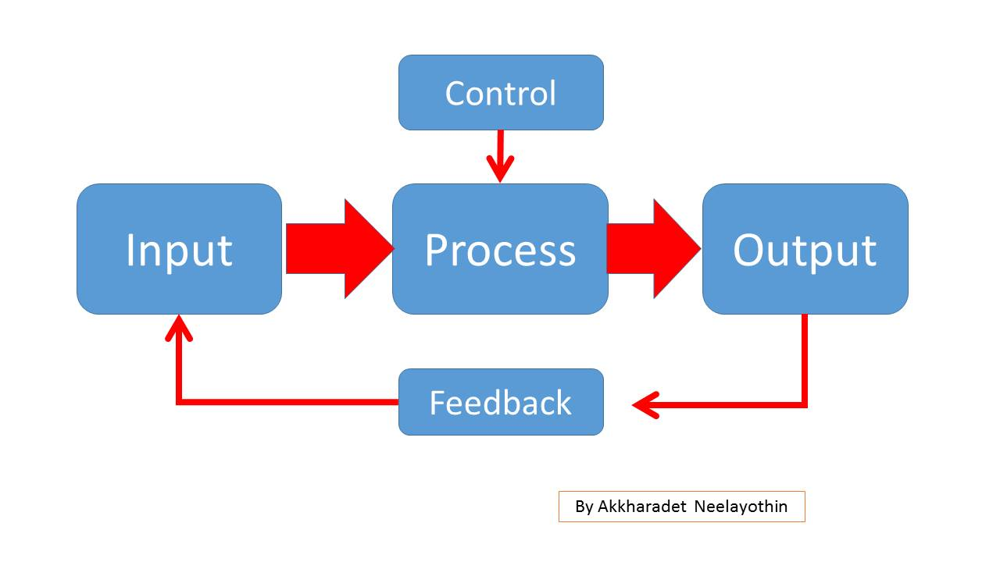 Control
Input
Process
Output
Feedback
By Akkharadet Neelayothin